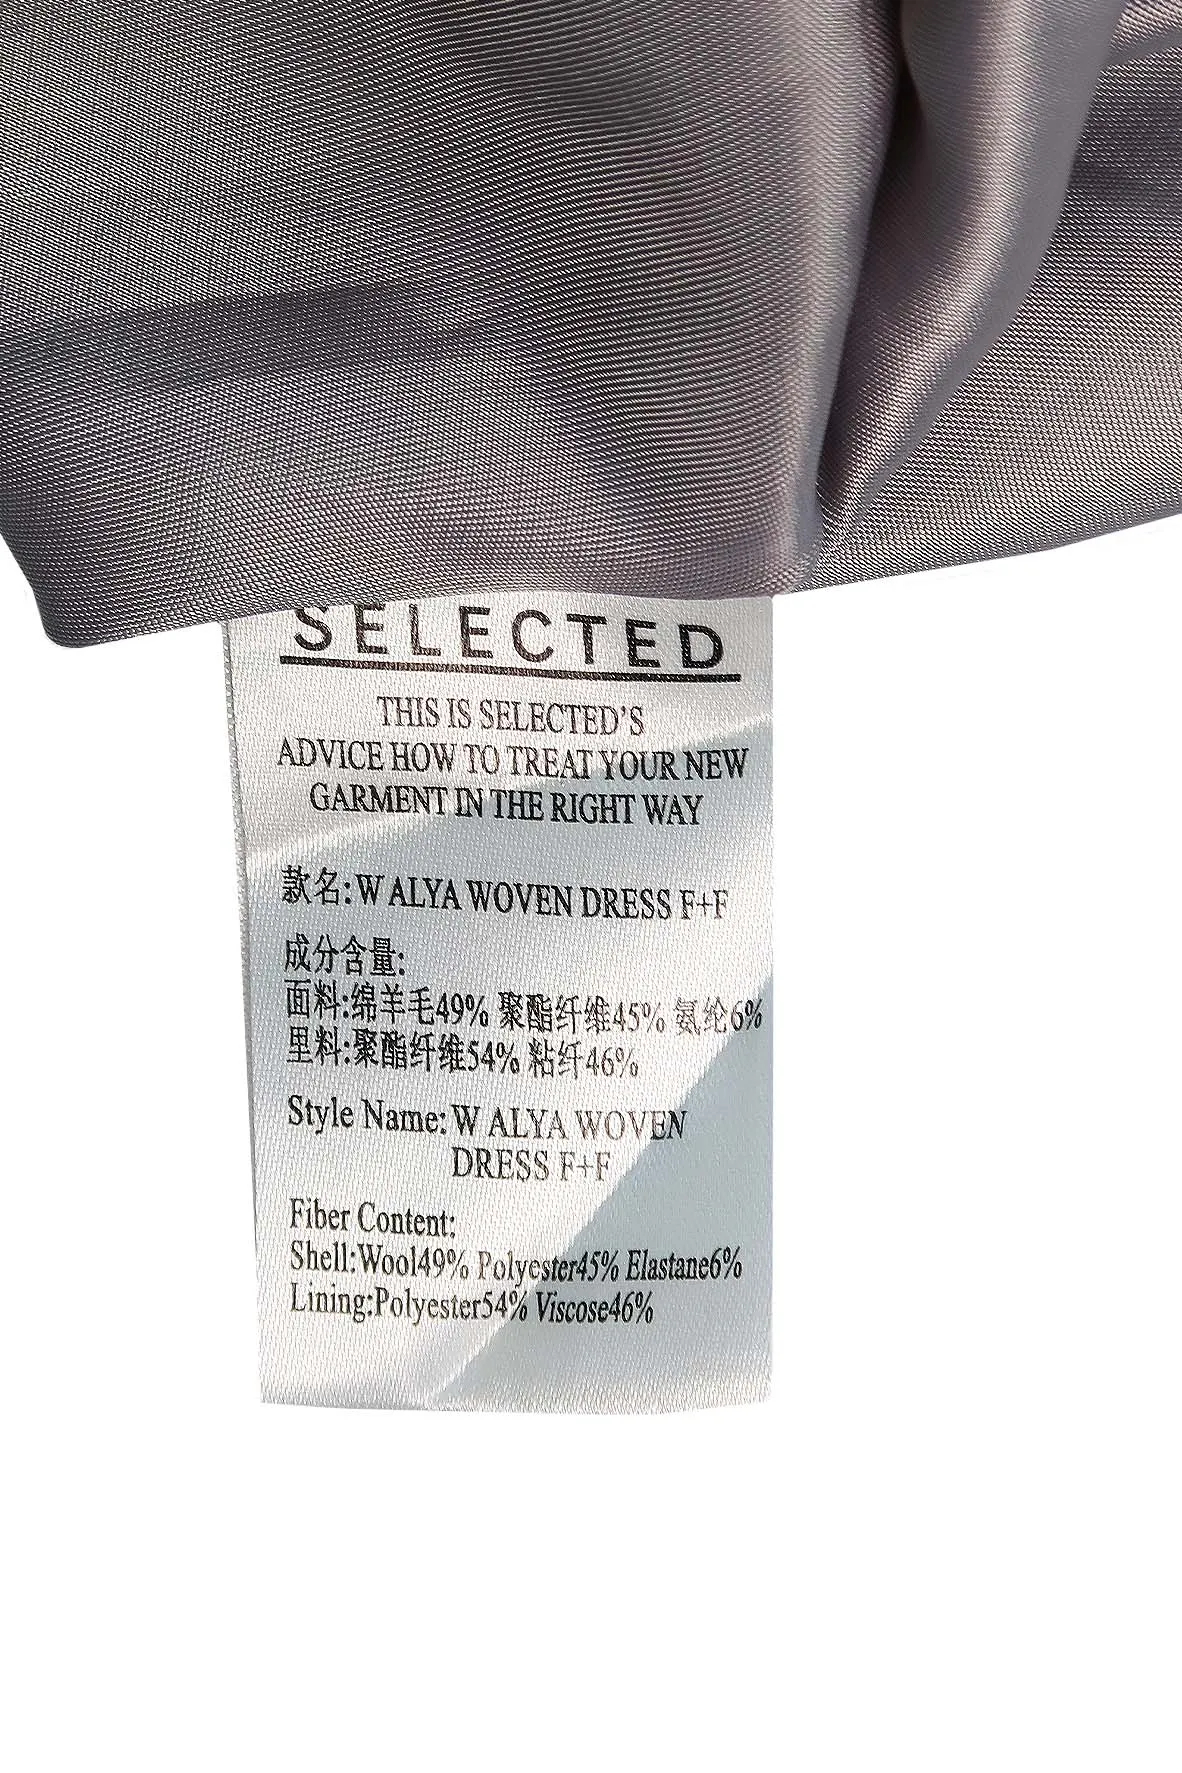 SELECTED
THIS IS SELECTED'S
ADVICE HOW TO TREAT YOUR NEW
GARMENT IN THE RIGHT WAY
款名:W ALYA WOVEN DRESS F+F
成分含量:
面料:绵羊毛49% 聚酯纤维45% 氨纶6%
里料:聚酯纤维54% 粘纤46%
Style Name:W ALYA WOVEN
DRESS F+F
Fiber Content:
Shell:Wool49% Polyester45% Elastane6%
Lining:Polyester54% Viscose46%